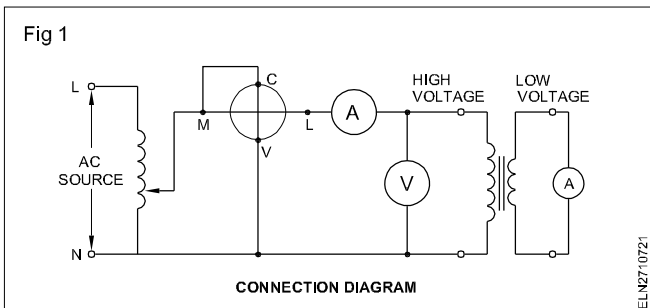 Fig 1
HIGH
VOLTAGE
LOW
VOLTAGE
L
C
M
L
A
V
AC
SOURCE
V
A
N
CONNECTION DIAGRAM
ELN2710721